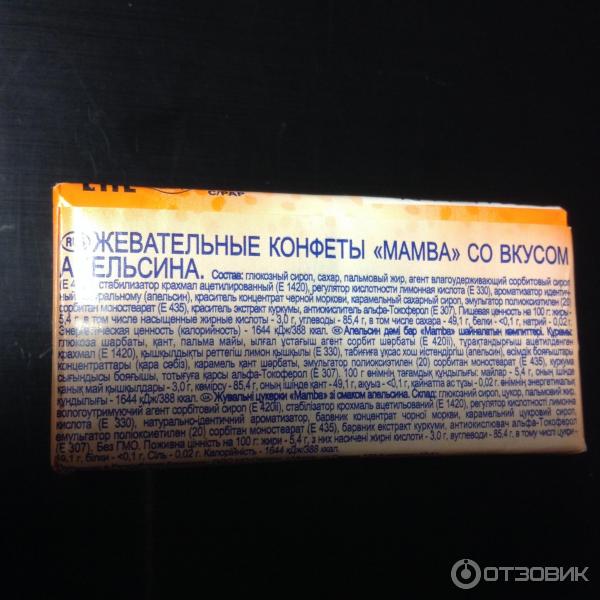 C/PAP
ЖЕВАТЕЛЬНЫЕ КОНФЕТЫ «MAMBA» СО ВКУСОМ
АПЕЛЬСИНА. Состав: глюкозный сироп, сахар, пальмовый жир, агент влагоудерживающий сорбитовый сироп
стабилизатор крахмал ацетилированный (Е 1420), регулятор кислотности лимонная кислота (Е 330), ароматизатор идентич-
(апельсин), краситель концентрат черной моркови, карамельный сахарный сироп, эмульгатор полиоксиэтилен (20)
сорбитан моностеарат (Е 435), краситель экстракт куркумы, антиокислитель альфа-Токоферол (Е 307). Пищевая ценность на 100 г: жиры -
5,4 г, в том числе насыщенные жирные кислоты - 3,0 г, углеводы - 85,4 г, в том числе сахара - 49,1 г, белки - <0,1 г, натрий - 0,02 г.
Энергетическая ценность (калорийность) - 1644 кДж/388 ккал. Апельсин дәмі бар «Mamba» шайнелетін кәмпиттері. Құрамы:
глюкоза шәрбаты, қант, пальма майы, ылғал ұстағыш агент сорбит шәрбаты (Е 420ii), тұрақтандырғыш ацетилденген
крахмал (Е 1420), қышқылдықты реттегіш лимон қышқылы (Е 330), табиғиға ұқсас хош иістендіргіш (апельсин), өсімдік бояғыштары
концентраттары (қара сәбіз), карамель қант шәрбаты, эмульгатор полиоксиэтилен (20) сорбитан моностеарат (Е 435), куркума
сығындысы бояғыш, тотығуға қарсы альфа-Токоферол (Е 307). 100 г өнімнің тағамдық құндылығы: майлар - 5,4 г, оның ішінде
қанық май қышқылдары - 3,0 г, көмірсу - 85,4 г, оның ішінде қант - 49,1 г, ақуыз - <0,1 г, қайнатпа ас тұзы - 0,02 г. өнімнің энергетикалық
құндылығы - 1644 кДж/388 ккал. Жувальні цукерки «Mamba» зі смаком апельсина. Склад: глюкозний сироп, цукор, пальмовий жир,
вологоутримуючий агент сорбітовий сироп (Е 420ii), стабілізатор крохмаль ацетильований (Е 1420), регулятор кислотності лимонна
кислота (Е 330), натурально-ідентичний ароматизатор, барвник концентрат чорної моркви, карамельний цукровий сироп,
емульгатор поліоксіетилен (20) сорбітан моностеарат (Е 435), барвник екстракт куркуми, антиокислювач альфа-Токоферол
(Е 307). Без ГМО. Поживна цінність на 100 г: жири - 5,4 г, з них насичені жирні кислоти - 3,0 г, вуглеводи - 85,4 г, в тому числі цукри-
49,1 г, білки - <0,1 г. Сіль - 0,02 г. Калорійність - 1644 кДж/388 ккал.
ОТЗОВИК